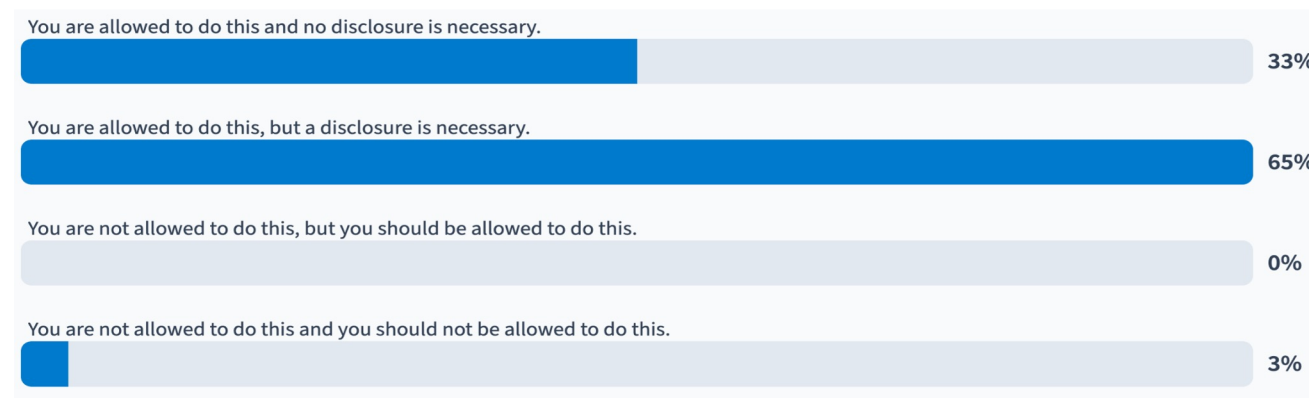 You are allowed to do this and no disclosure is necessary.
33%
You are allowed to do this, but a disclosure is necessary.
65%
You are not allowed to do this, but you should be allowed to do this.
0%
You are not allowed to do this and you should not be allowed to do this.
3%